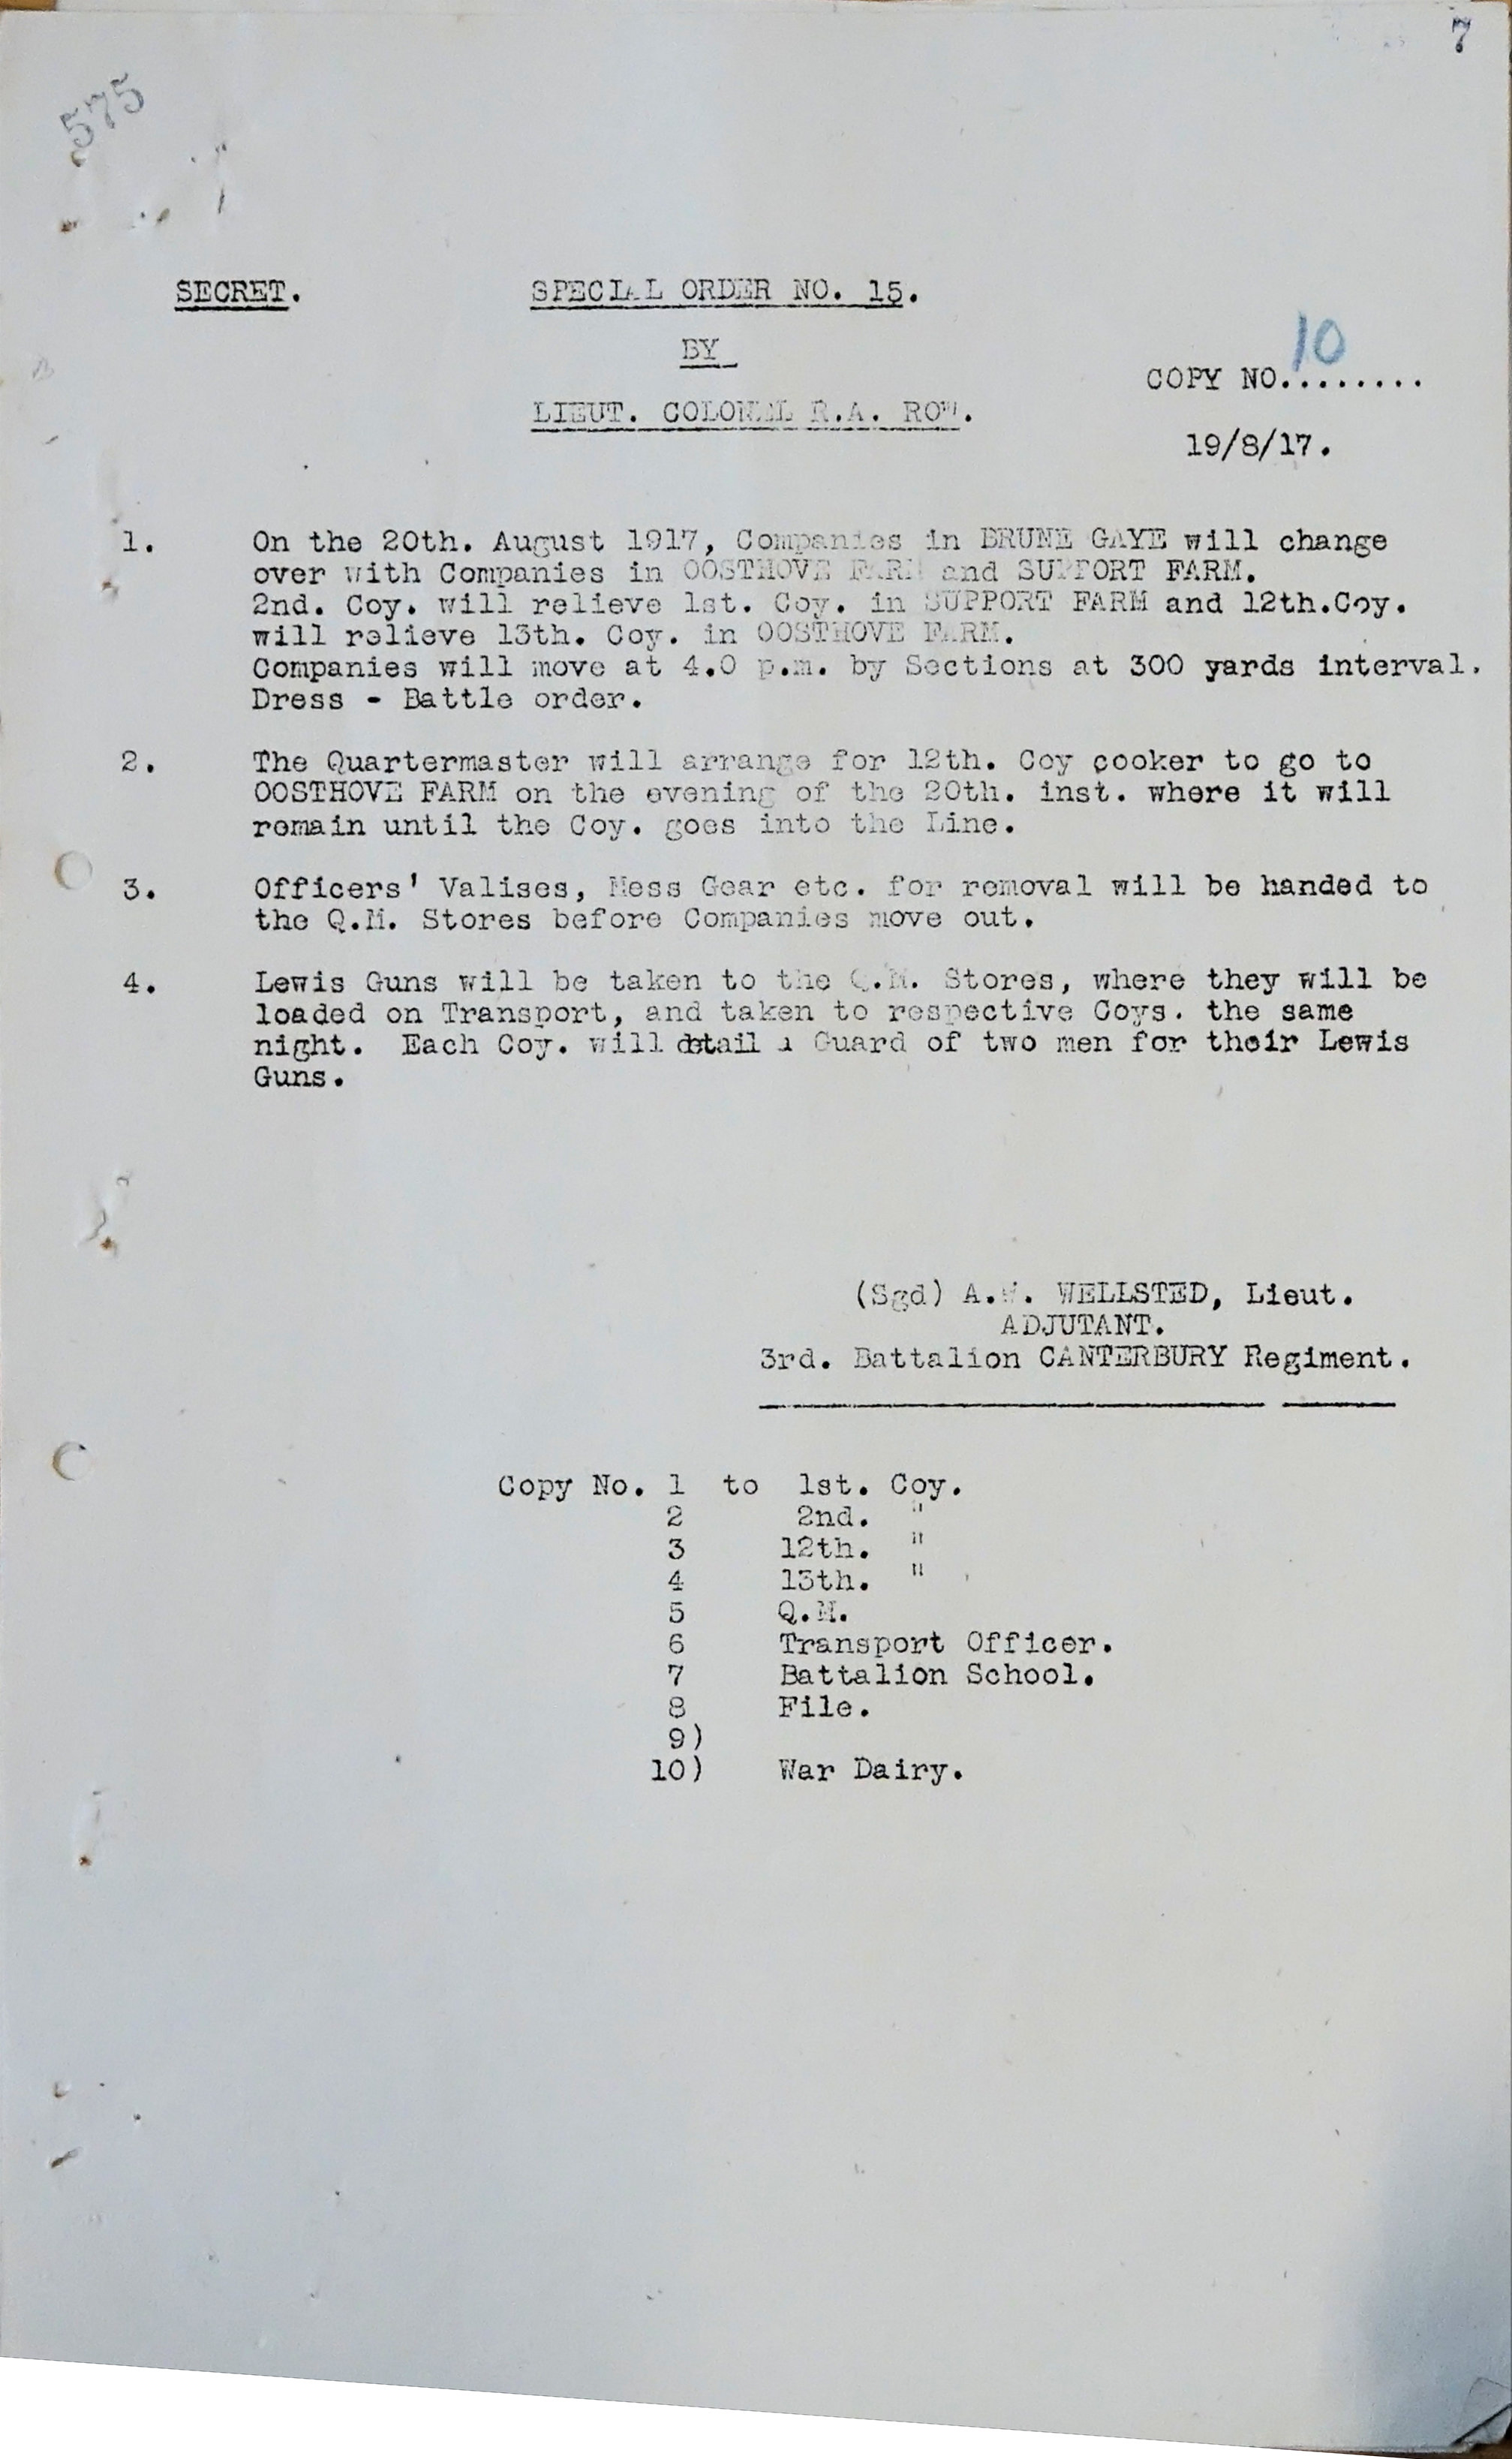 7
575
SECRET. SPECIAL ORDER NO. 15.
BY
10
COPY NO........
LIEUT. COLONEL R.A. ROW.
19/8/17.
1. On the 20th. August 1917, Companies in BRUNE GAYE will change
over with Companies in OOSTHOVE FARM and SUPPORT FARM.
2nd. Coy. will relieve 1st. Coy. in SUPPORT FARM and 12th.Coy.
will relieve 13th. Coy. in OOSTHOVE FARM.
Companies will move at 4.0 p.m. by Sections at 300 yards interval.
Dress - Battle order.
2. The Quartermaster will arrange for 12th. Coy cooker to go to
OOSTHOVE FARM on the evening of the 20th. inst. where it will
remain until the Coy. goes into the Line.
3. Officers' Valises, Mess Gear etc. for removal will be handed to
the Q.M. Stores before Companies move out.
4. Lewis Guns will be taken to the Q.M. Stores, where they will be
loaded on Transport, and taken to respective Coys. the same
night. Each Coy. will detail a Guard of two men for their Lewis
Guns.
(Sgd) A. WELLSTED, Lieut.
ADJUTANT.
3rd. Battalion CANTERBURY Regiment.
Copy No. 1 to 1st. Coy.
2 2nd. "
3 12th. "
4 13th. "
5 Q.M.
6 Transport Officer.
7 Battalion School.
8 File.
9)
10) War Dairy.